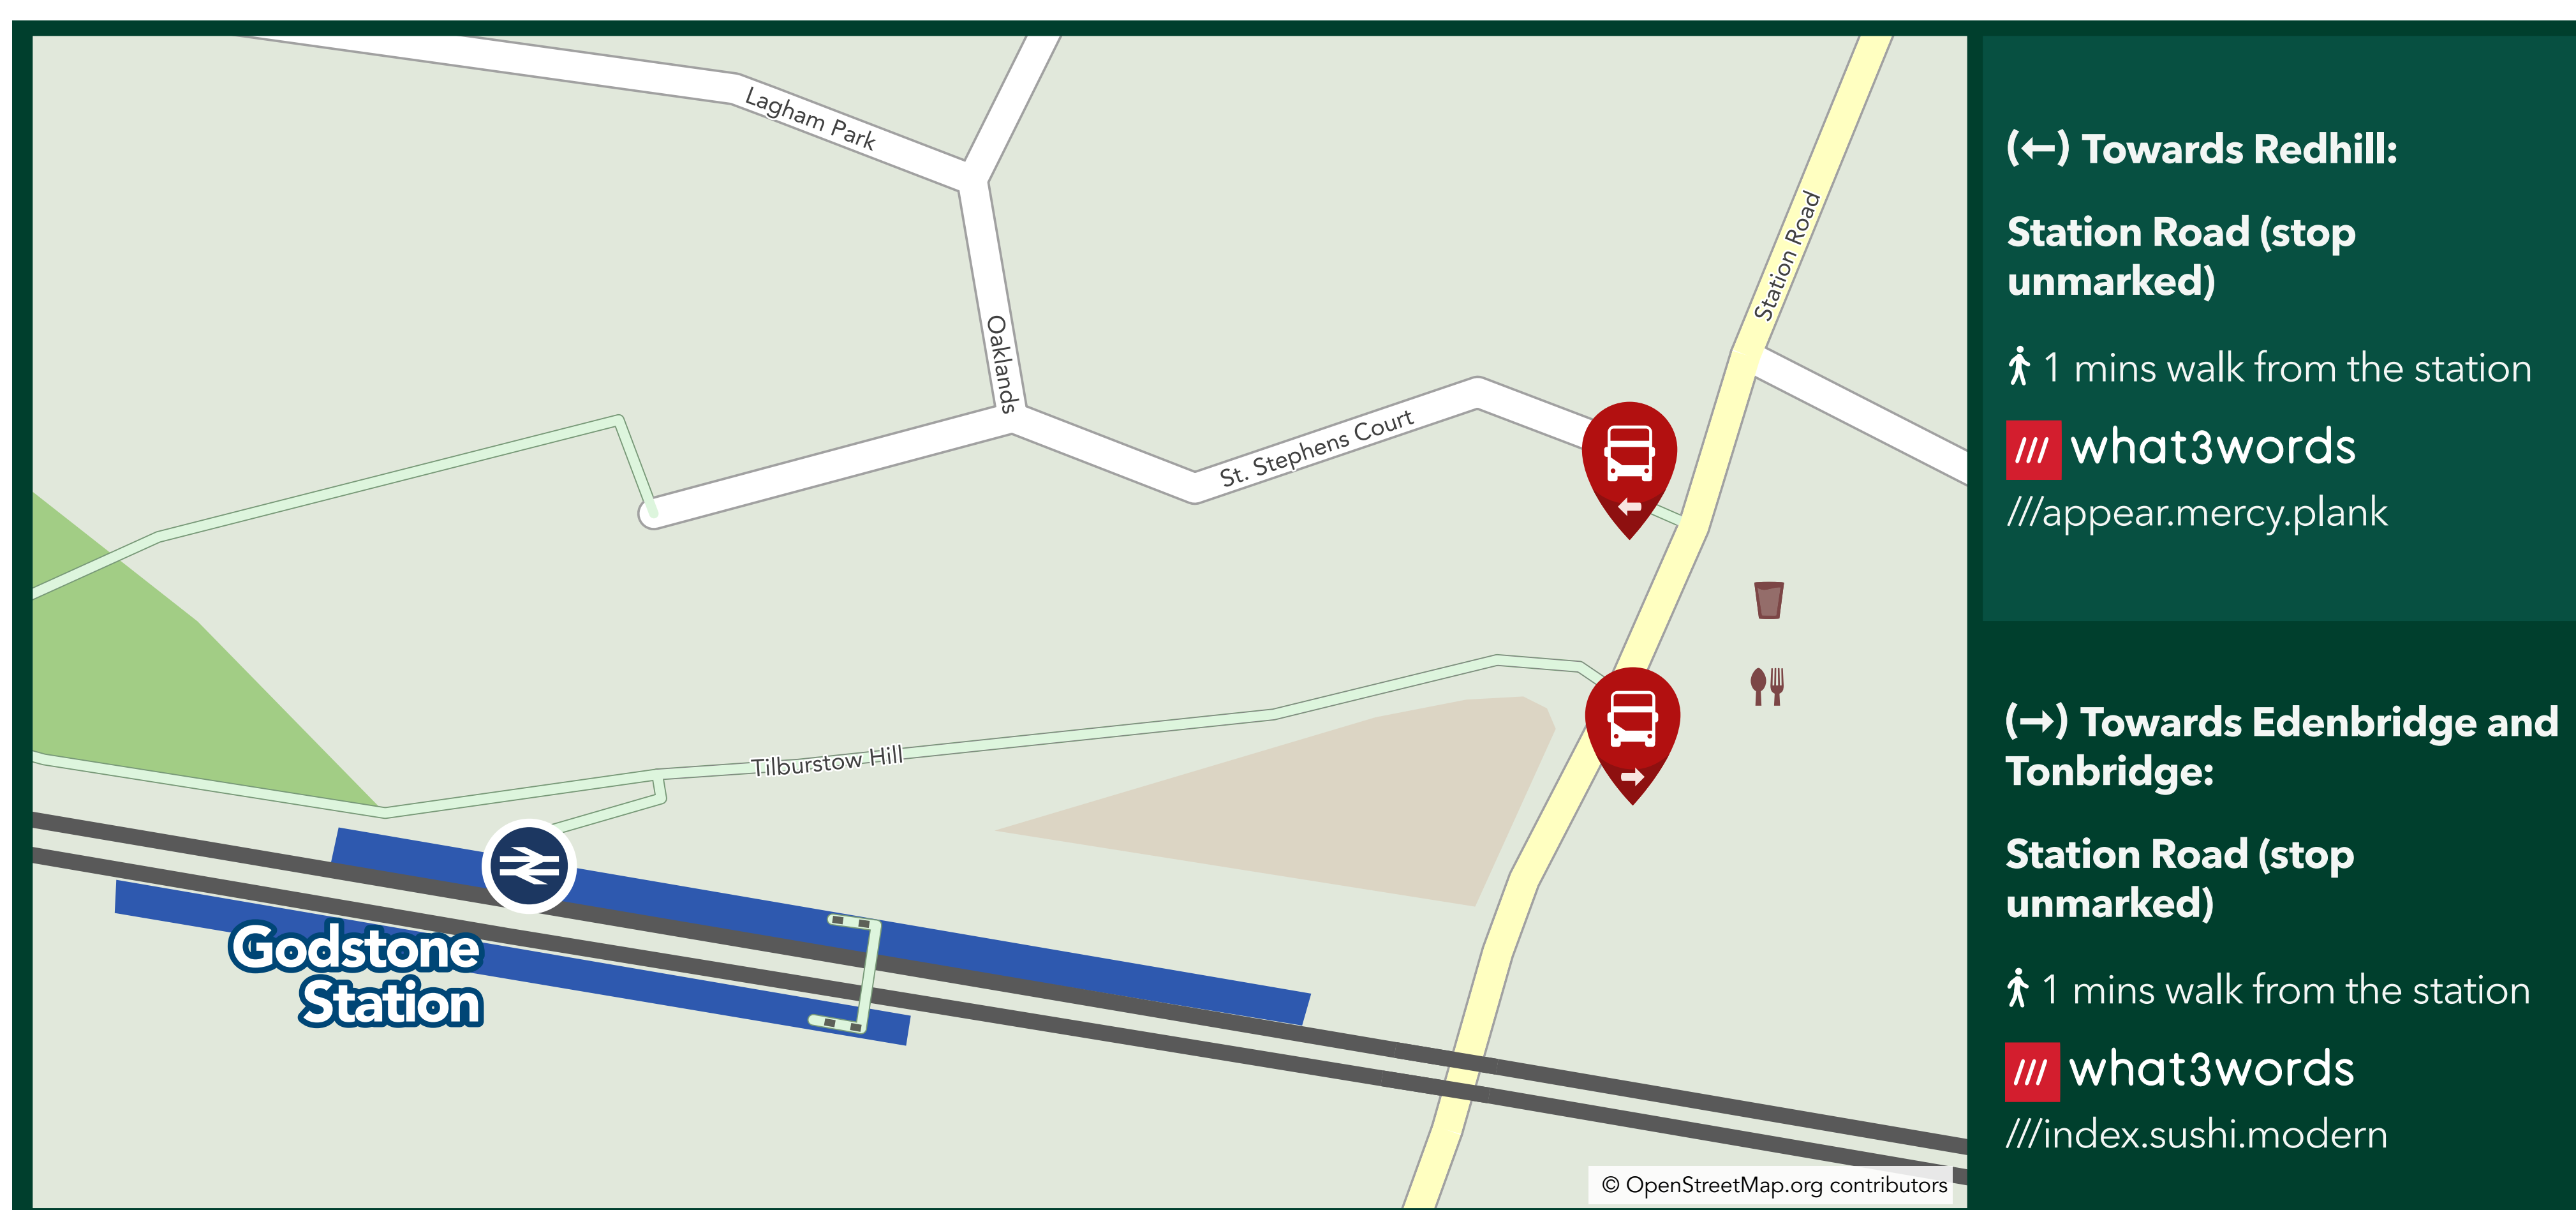 Lagham Park
Oaklands
St. Stephens Court
Station Road
Tilburstow Hill
Godstone
Station
© OpenStreetMap.org contributors
(←) Towards Redhill:
Station Road (stop
unmarked)
1 mins walk from the station
/// what3words
///appear.mercy.plank
(→) Towards Edenbridge and
Tonbridge:
Station Road (stop
unmarked)
1 mins walk from the station
/// what3words
///index.sushi.modern